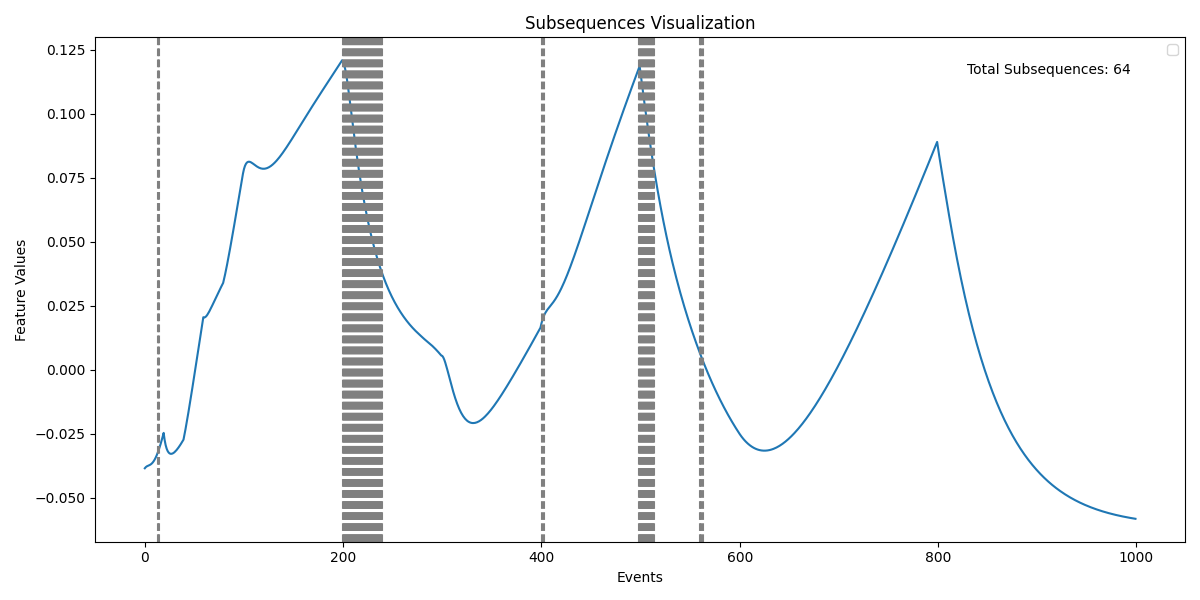 Subsequences Visualization
Total Subsequences: 64
Feature Values
0.125
0.100
0.075
0.050
0.025
0.000
−0.025
−0.050
0 200 400 600 800 1000
Events